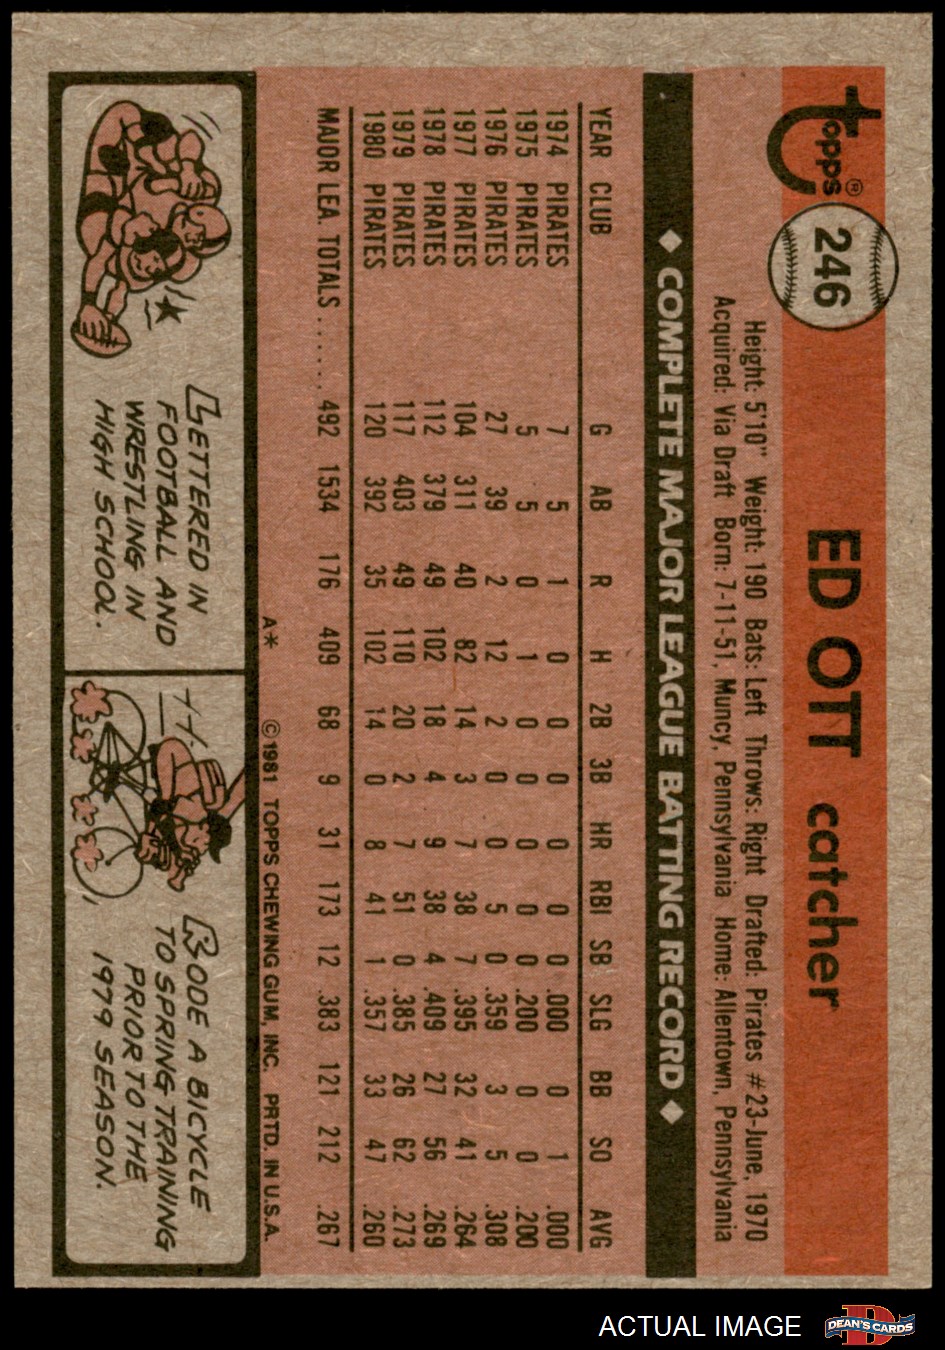 topps®
246
ED OTT catcher
Height: 5'10" Weight: 190 Bats: Left Throws: Right Drafted: Pirates #23-June, 1970
Acquired: Via Draft Born: 7-11-51, Muncy, Pennsylvania Home: Allentown, Pennsylvania
◆ COMPLETE MAJOR LEAGUE BATTING RECORD ◆
YEAR CLUB G AB R H 2B 3B HR RBI SB SLG BB SO AVG
1974 PIRATES 7 5 1 0 0 0 0 0 0 .000 0 1 .000
1975 PIRATES 5 5 0 1 0 0 0 0 0 .200 0 0 .200
1976 PIRATES 27 39 2 12 2 0 0 5 0 .359 3 5 .308
1977 PIRATES 104 311 40 82 14 3 7 38 7 .395 32 41 .264
1978 PIRATES 112 379 49 102 18 4 9 38 4 .409 27 56 .269
1979 PIRATES 117 403 49 110 20 2 7 51 0 .385 26 62 .273
1980 PIRATES 120 392 35 102 14 0 8 41 1 .357 33 47 .260
MAJOR LEA. TOTALS ...... 492 1534 176 409 68 9 31 173 12 .383 121 212 .267
A* © 1981 TOPPS CHEWING GUM, INC. PRTD. IN U.S.A.
LETTERED IN
FOOTBALL AND
WRESTLING IN
HIGH SCHOOL.
RODE A BICYCLE
TO SPRING TRAINING
PRIOR TO THE
1979 SEASON.
ACTUAL IMAGE
DEAN'S CARDS